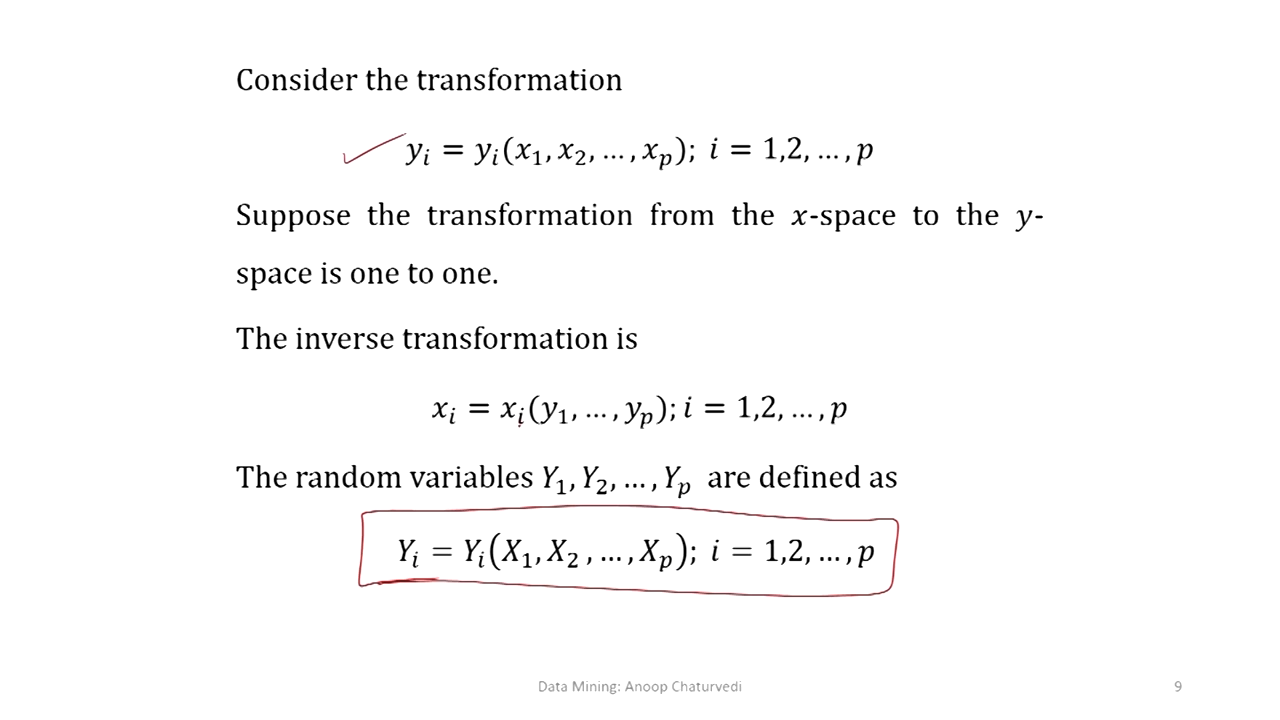 Consider the transformation
yᵢ = yᵢ(x₁, x₂, …, xₚ); i = 1,2, …, p
Suppose the transformation from the x-space to the y-
space is one to one.
The inverse transformation is
xᵢ = xᵢ(y₁, …, yₚ); i = 1,2, …, p
The random variables Y₁, Y₂, …, Yₚ are defined as
Yᵢ = Yᵢ(X₁, X₂ , …, Xₚ); i = 1,2, …, p
Data Mining: Anoop Chaturvedi
9